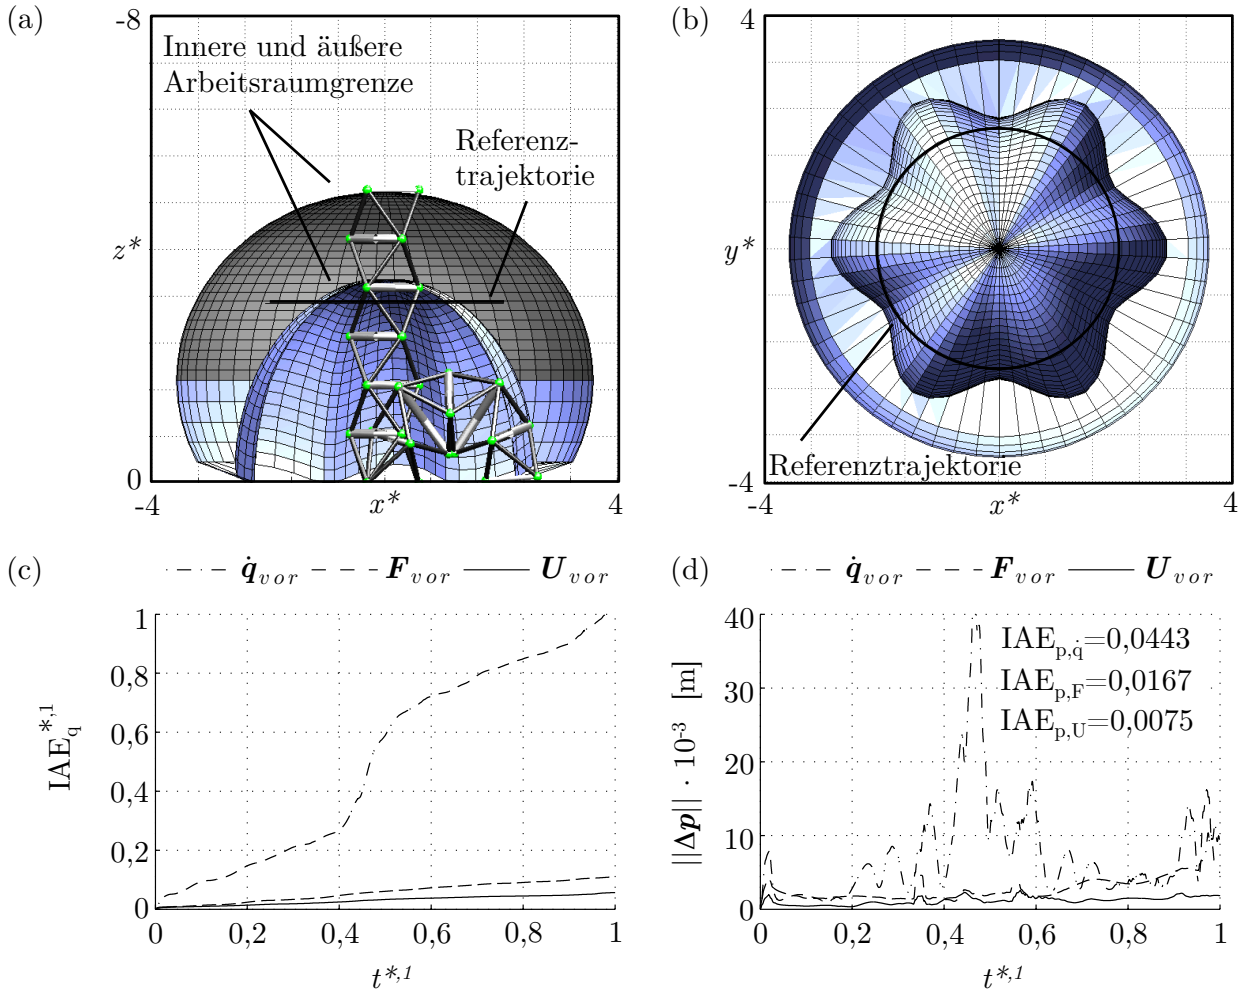 (a)
-8
Innere und äußere
Arbeitsraumgrenze
Referenz-
trajektorie
z*
0
-4
x*
4
(b)
4
y*
Referenztrajektorie
-4
-4
x*
4
(c)
q̇vor
Fvor
Uvor
1
0,8
0,6
0,4
0,2
0
IAEq*,1
0
0,2
0,4
0,6
0,8
1
t*,1
(d)
q̇vor
Fvor
Uvor
40
30
20
10
0
||Δp|| · 10-3 [m]
IAEp,q̇=0,0443
IAEp,F=0,0167
IAEp,U=0,0075
0
0,2
0,4
0,6
0,8
1
t*,1